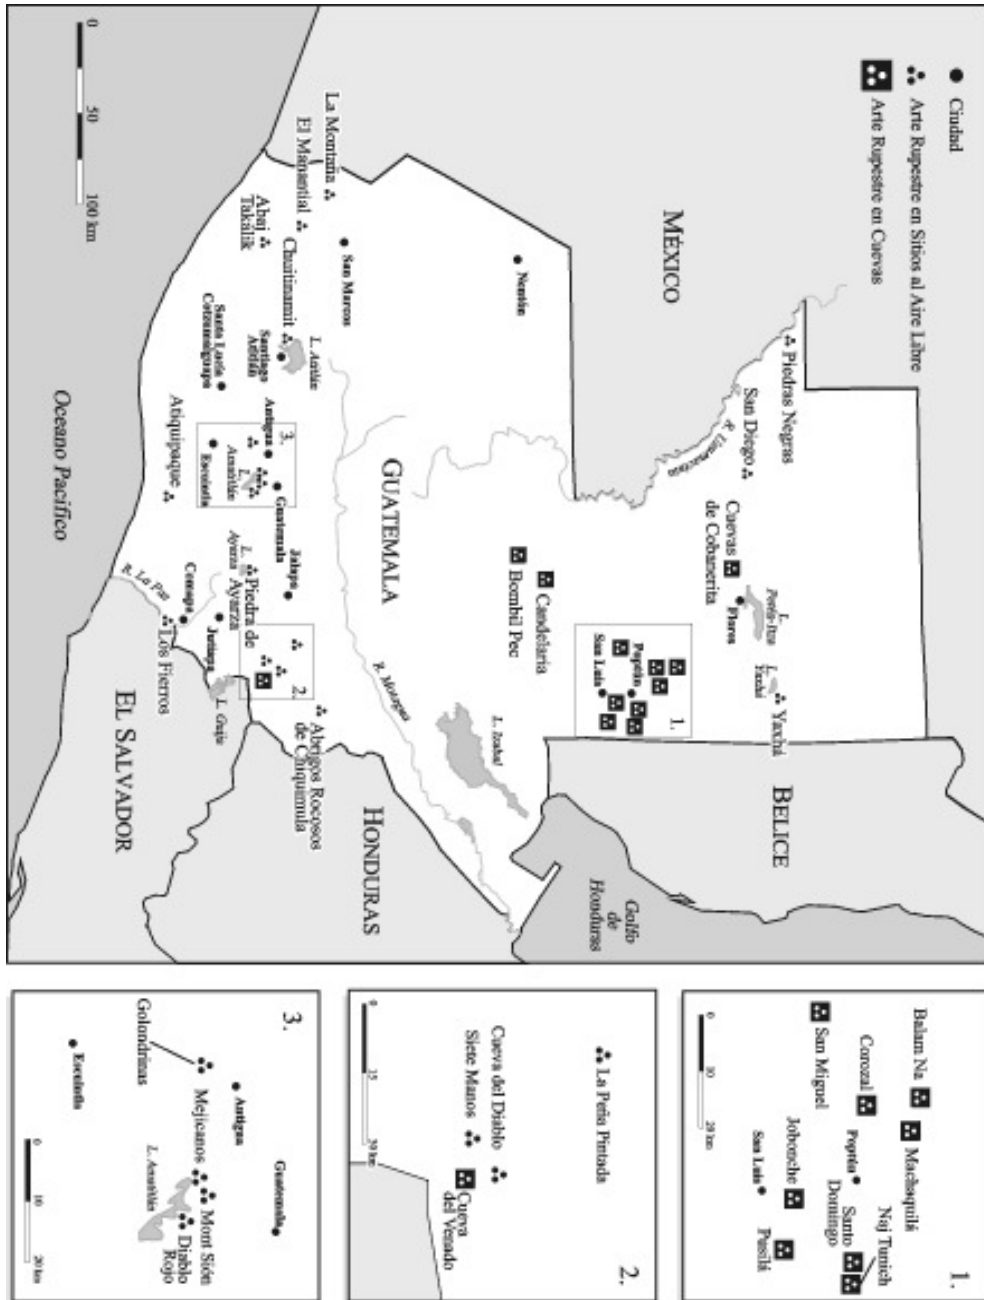 Ciudad
Arte Rupestre en Sitios al Aire Libre
Arte Rupestre en Cuevas
MÉXICO
Piedras Negras
San Diego
R. Usumacinta
Cuevas
de Cobanerita
Flores
L.
Petén-Itzá
L.
Yaxhá
Yaxhá
BELICE
1.
Poptún
San Luis
Candelaria
Bombil Pec
Nentón
GUATEMALA
L. Izabal
Golfo
de
Honduras
R. Motagua
La Montaña
El Manantial
San Marcos
Abaj
Takalik
Chuitinamit
L. Atitlán
Santiago
Atitlán
Santa Lucía
Cotzumalguapa
3.
Antigua
Guatemala
L.
Amatitlán
Escuintla
Atiquipaque
Jalapa
L.
Ayarza
Piedra de
Ayarza
2.
Abrigos Rocosos
de Chiquimula
HONDURAS
Comapa
Jutiapa
L. Guija
R. La Paz
Los Fierros
EL SALVADOR
Oceano Pacifico
0 50 100 km
1.
Balam Na
Machaquilá
Naj Tunich
Corozal
Poptún
Santo
Domingo
San Miguel
Jobonche
San Luis
Pusilá
0 10 20 km
2.
La Peña Pintada
Cueva del Diablo
Siete Manos
Cueva
del Venado
0 15 30 km
3.
Guatemala
Antigua
Golondrinas
Mejicanos
Mont Sión
L. Amatitlán
Diablo
Rojo
Escuintla
0 10 20 km